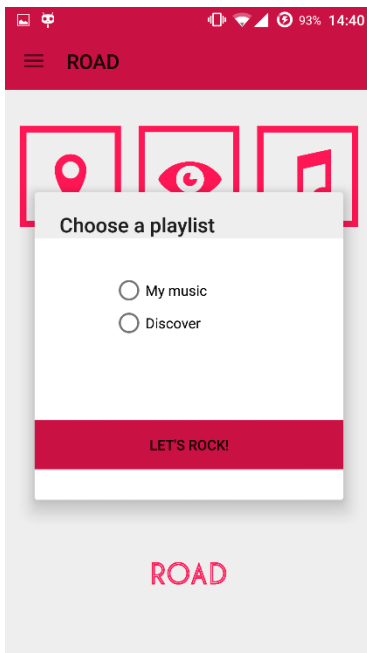 93% 14:40
ROAD
Choose a playlist
My music
Discover
LET'S ROCK!
ROAD